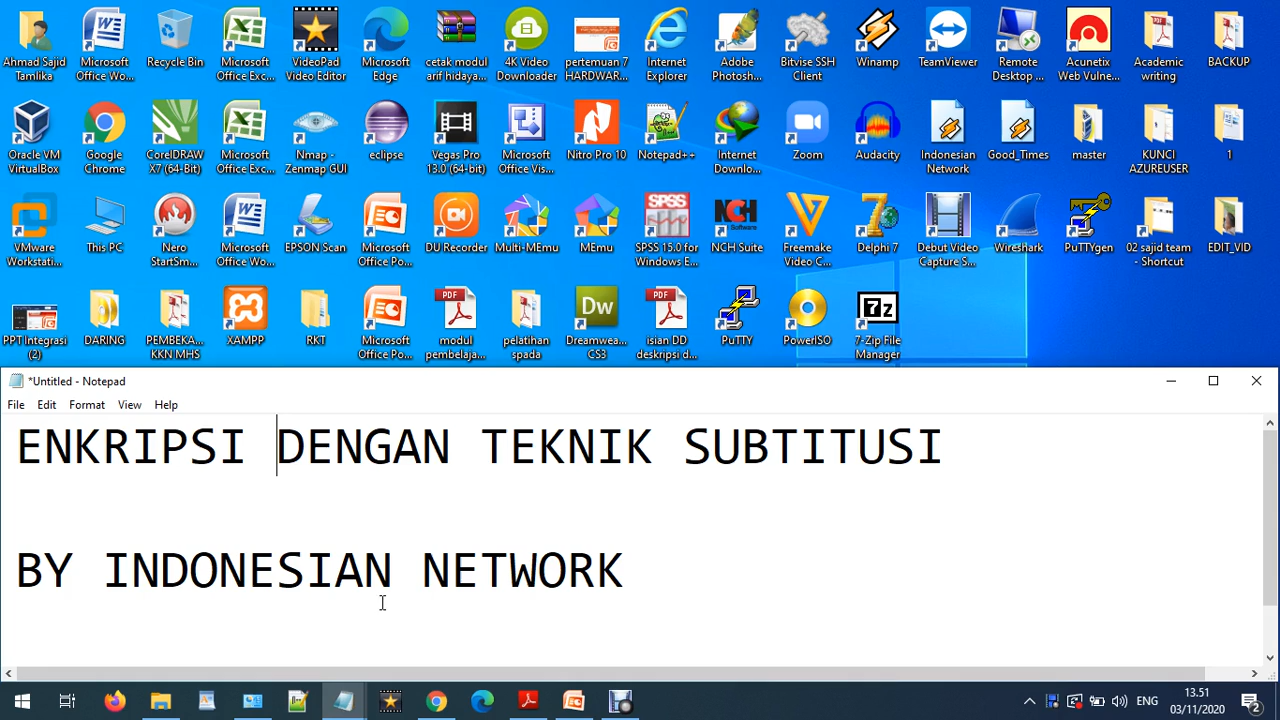 Ahmad Sajid Tamlika
Microsoft Office Wo...
Recycle Bin
Microsoft Office Exc...
VideoPad Video Editor
Microsoft Edge
cetak modul arif hidaya...
4K Video Downloader
pertemuan 7 HARDWAR...
Internet Explorer
Adobe Photosh...
Bitvise SSH Client
Winamp
TeamViewer
Remote Desktop ...
Acunetix Web Vulne...
Academic writing
BACKUP
Oracle VM VirtualBox
Google Chrome
CorelDRAW X7 (64-Bit)
Microsoft Office Exc...
Nmap - Zenmap GUI
eclipse
Vegas Pro 13.0 (64-bit)
Microsoft Office Vis...
Nitro Pro 10
Notepad++
Internet Downlo...
Zoom
Audacity
Indonesian Network
Good_Times
master
KUNCI AZUREUSER
1
VMware Workstati...
This PC
Nero StartSm...
Microsoft Office Wo...
EPSON Scan
Microsoft Office Po...
DU Recorder
Multi-MEmu
MEmu
SPSS 15.0 for Windows E...
NCH Suite
Freemake Video C...
Delphi 7
Debut Video Capture S...
Wireshark
PuTTYgen
02 sajid team - Shortcut
EDIT_VID
PPT Integrasi (2)
DARING
PEMBEKA... KKN MHS
XAMPP
RKT
Microsoft Office Po...
modul pembelaja...
pelatihan spada
Dreamwea... CS3
isian DD deskripsi d...
PuTTY
PowerISO
7-Zip File Manager
*Untitled - Notepad
File Edit Format View Help
ENKRIPSI DENGAN TEKNIK SUBTITUSI
BY INDONESIAN NETWORK
ENG
13.51
03/11/2020
2